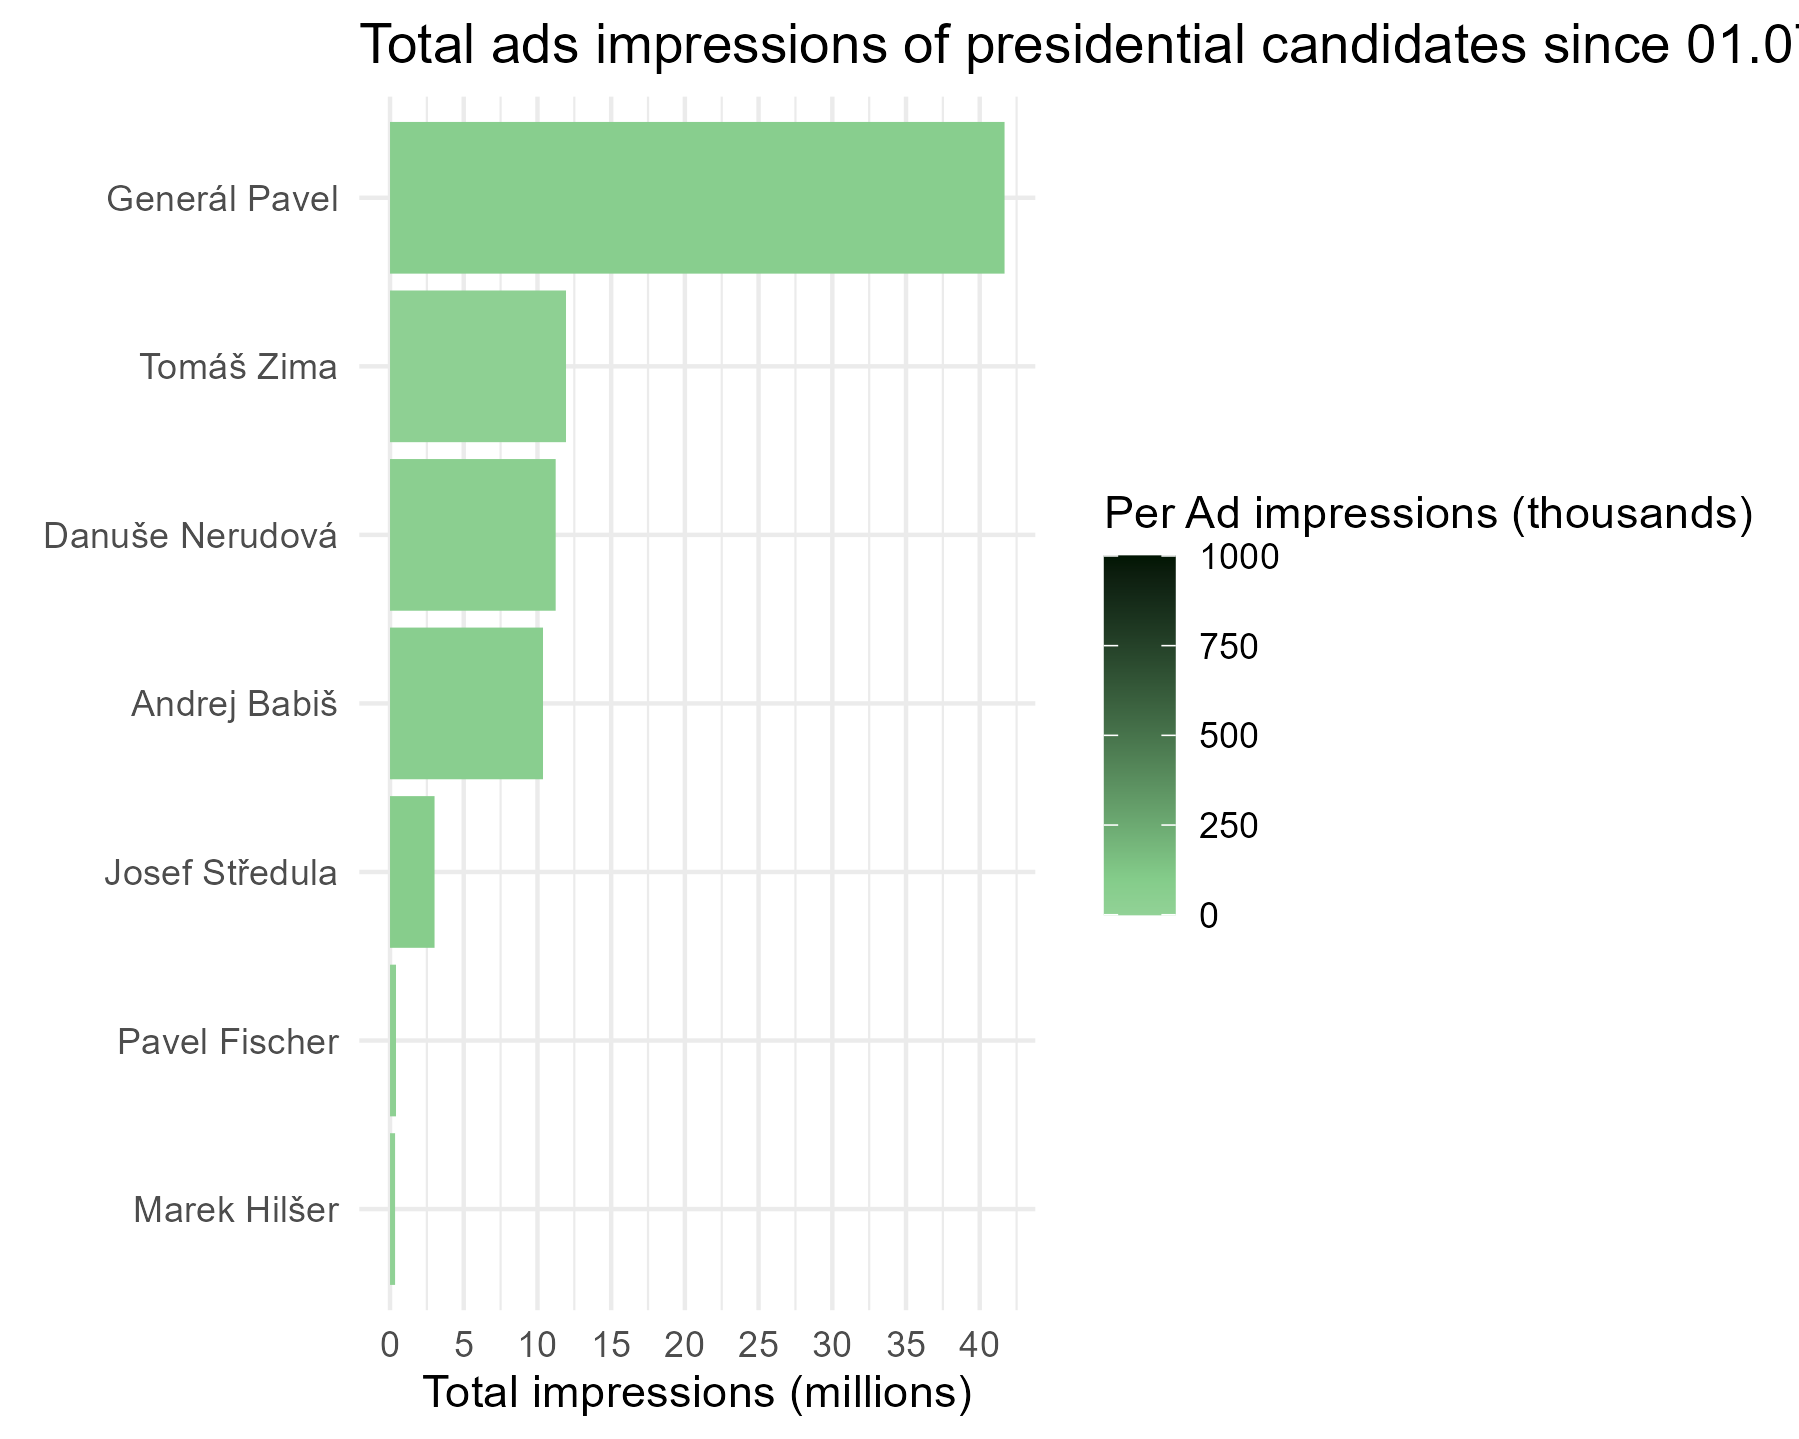 Total ads impressions of presidential candidates since 01.0
Generál Pavel
Tomáš Zima
Danuše Nerudová
Andrej Babiš
Josef Středula
Pavel Fischer
Marek Hilšer
0 5 10 15 20 25 30 35 40
Total impressions (millions)
Per Ad impressions (thousands)
1000
750
500
250
0